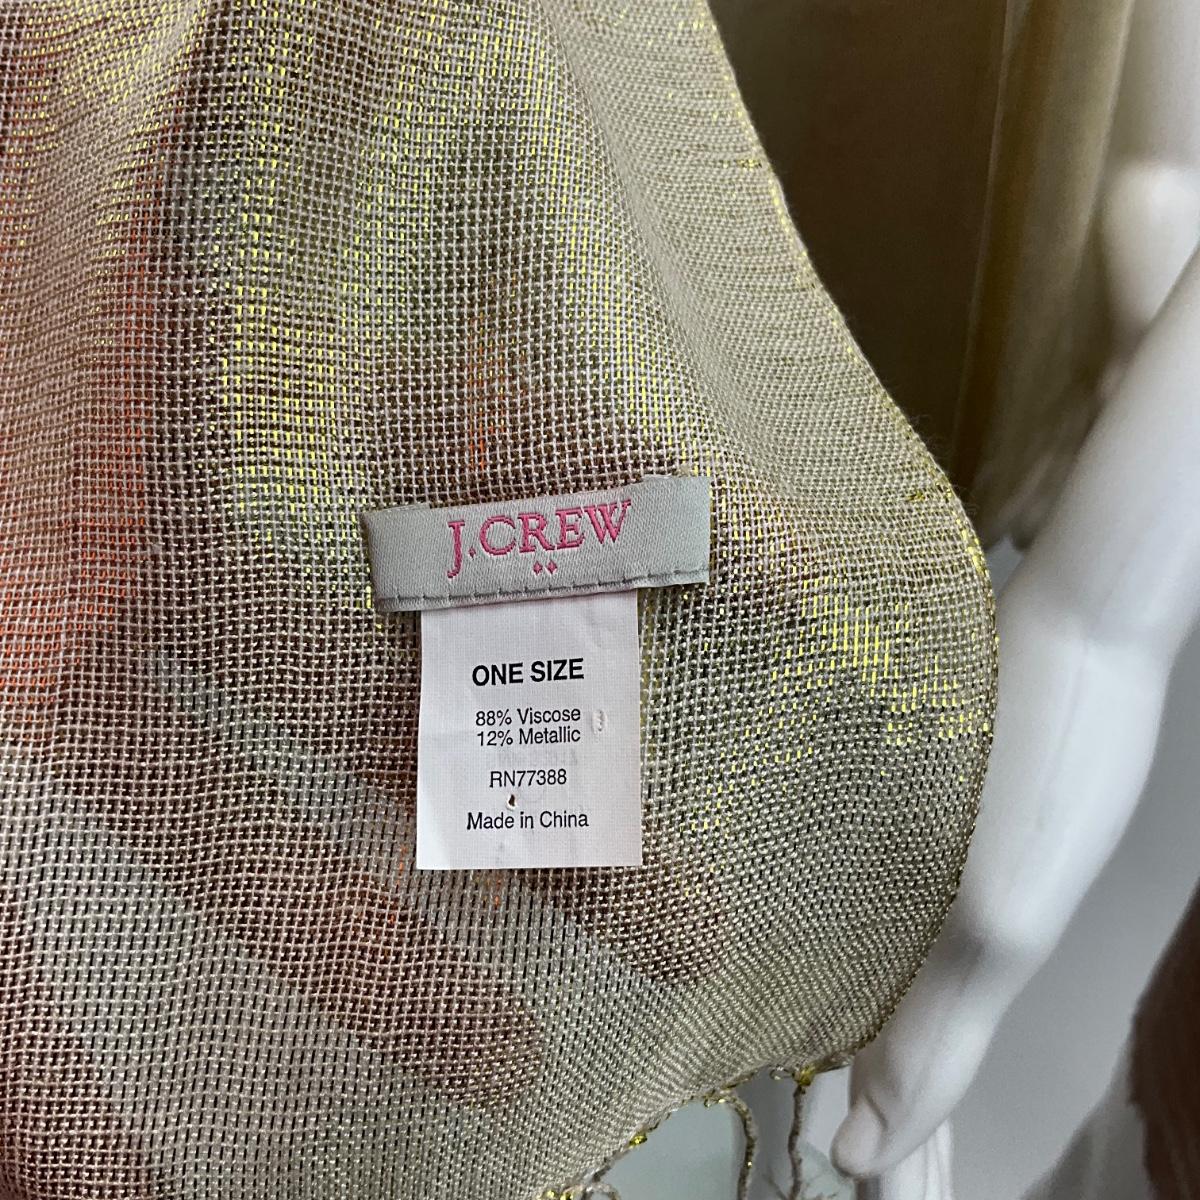 J.CREW
ONE SIZE
88% Viscose
12% Metallic
RN77388
Made in China